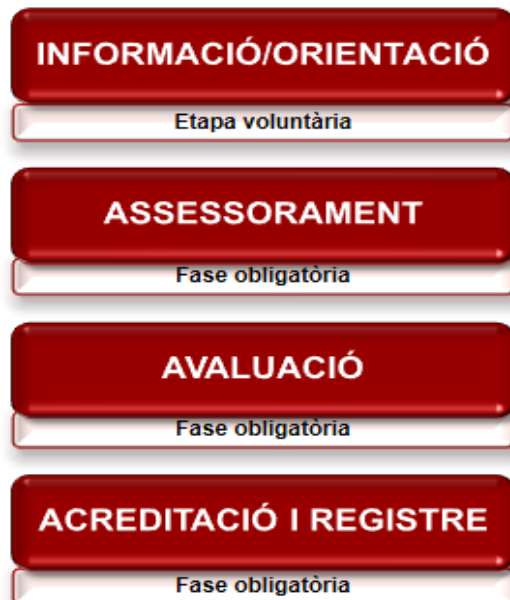 INFORMACIÓ/ORIENTACIÓ
Etapa voluntària
ASSESSORAMENT
Fase obligatòria
AVALUACIÓ
Fase obligatòria
ACREDITACIÓ I REGISTRE
Fase obligatòria